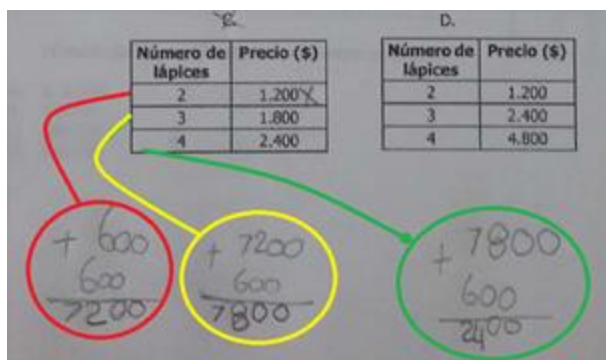 C.
Número de lápices Precio ($)
2 1.200 X
3 1.800
4 2.400
D.
Número de lápices Precio ($)
2 1.200
3 2.400
4 4.800
+ 600
600
7200
+ 7200
600
7800
+ 7800
600
2400